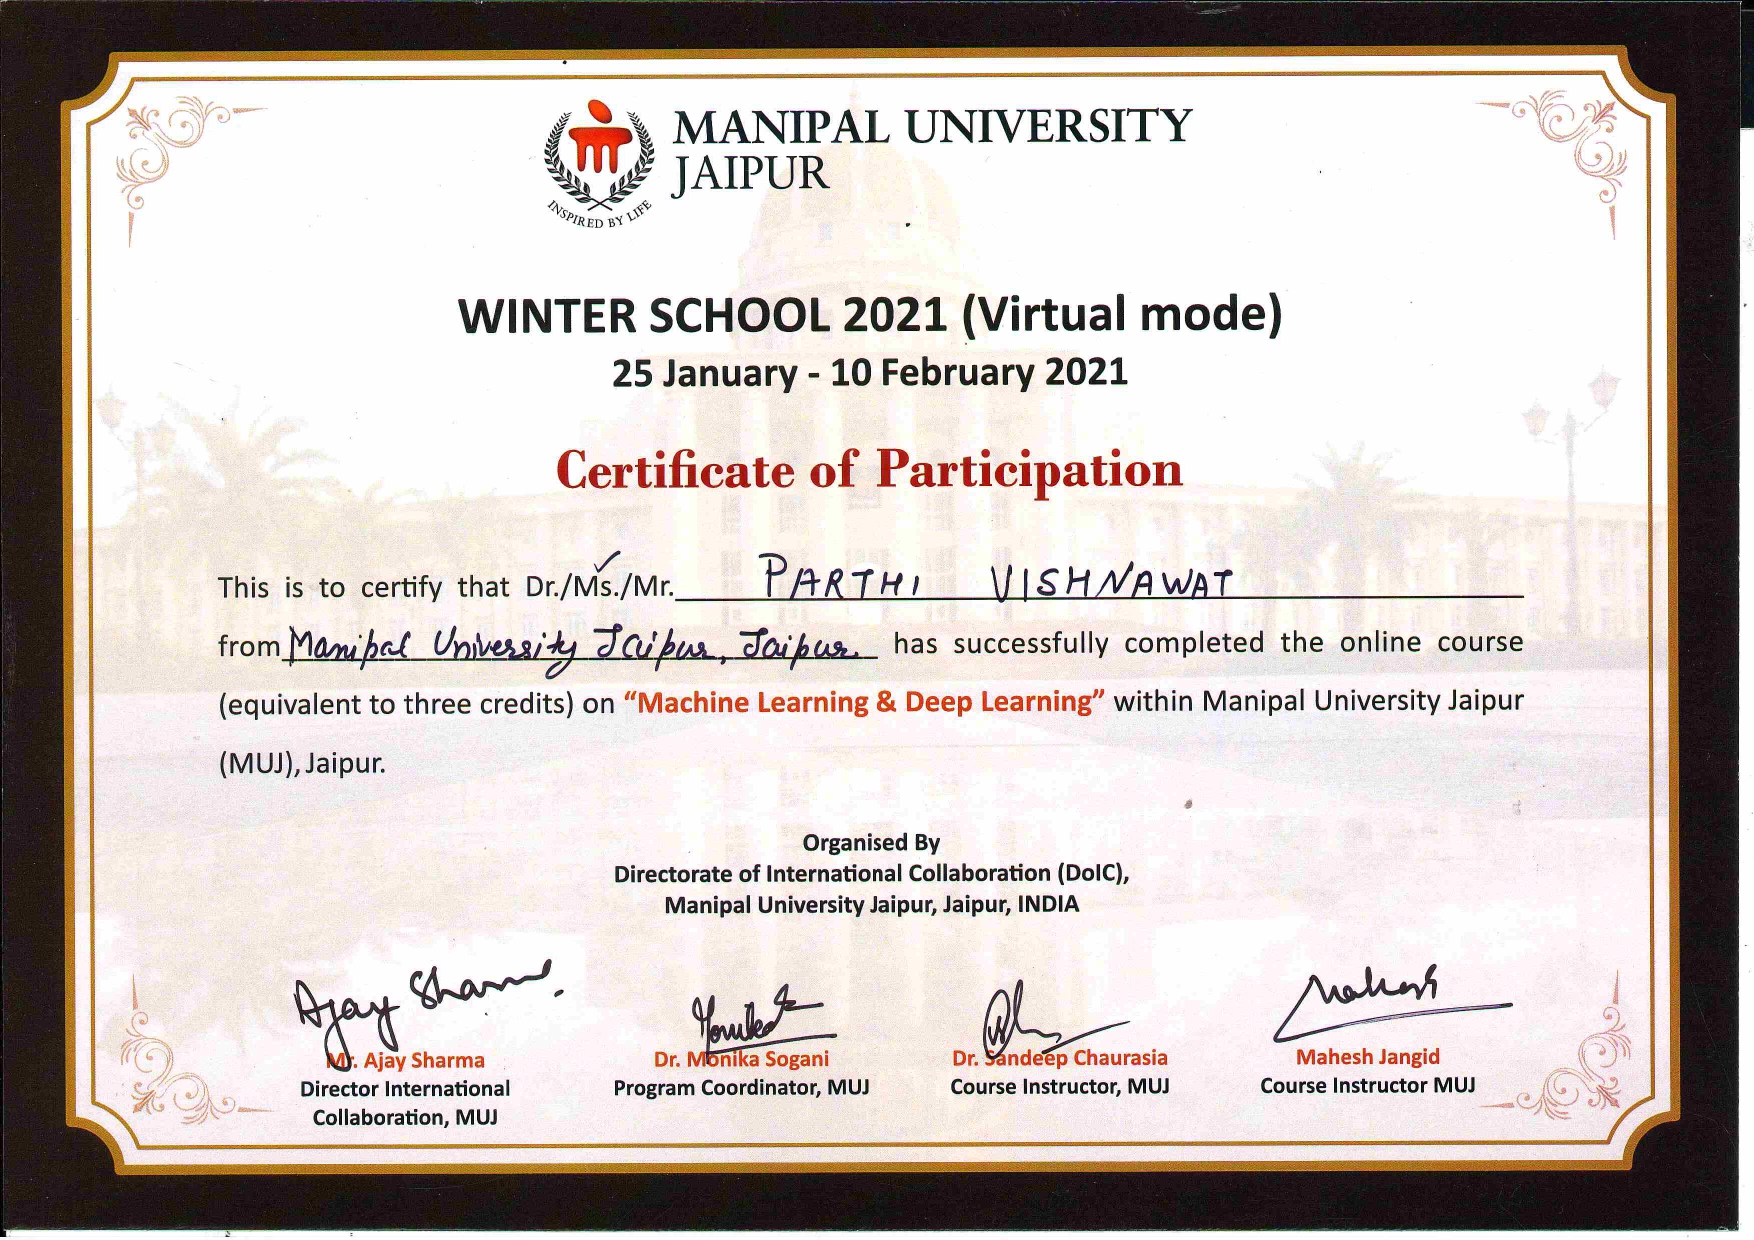 MANIPAL UNIVERSITY
JAIPUR
INSPIRED BY LIFE
WINTER SCHOOL 2021 (Virtual mode)
25 January - 10 February 2021
Certificate of Participation
This is to certify that Dr./Ms./Mr. PARTHI VISHNAWAT
from Manipal University Jaipur, Jaipur. has successfully completed the online course
(equivalent to three credits) on “Machine Learning & Deep Learning” within Manipal University Jaipur
(MUJ), Jaipur.
Organised By
Directorate of International Collaboration (DoIC),
Manipal University Jaipur, Jaipur, INDIA
Ajay Sharma
Mr. Ajay Sharma
Director International
Collaboration, MUJ
Dr. Monika Sogani
Program Coordinator, MUJ
Dr. Sandeep Chaurasia
Course Instructor, MUJ
Mahesh
Mahesh Jangid
Course Instructor MUJ